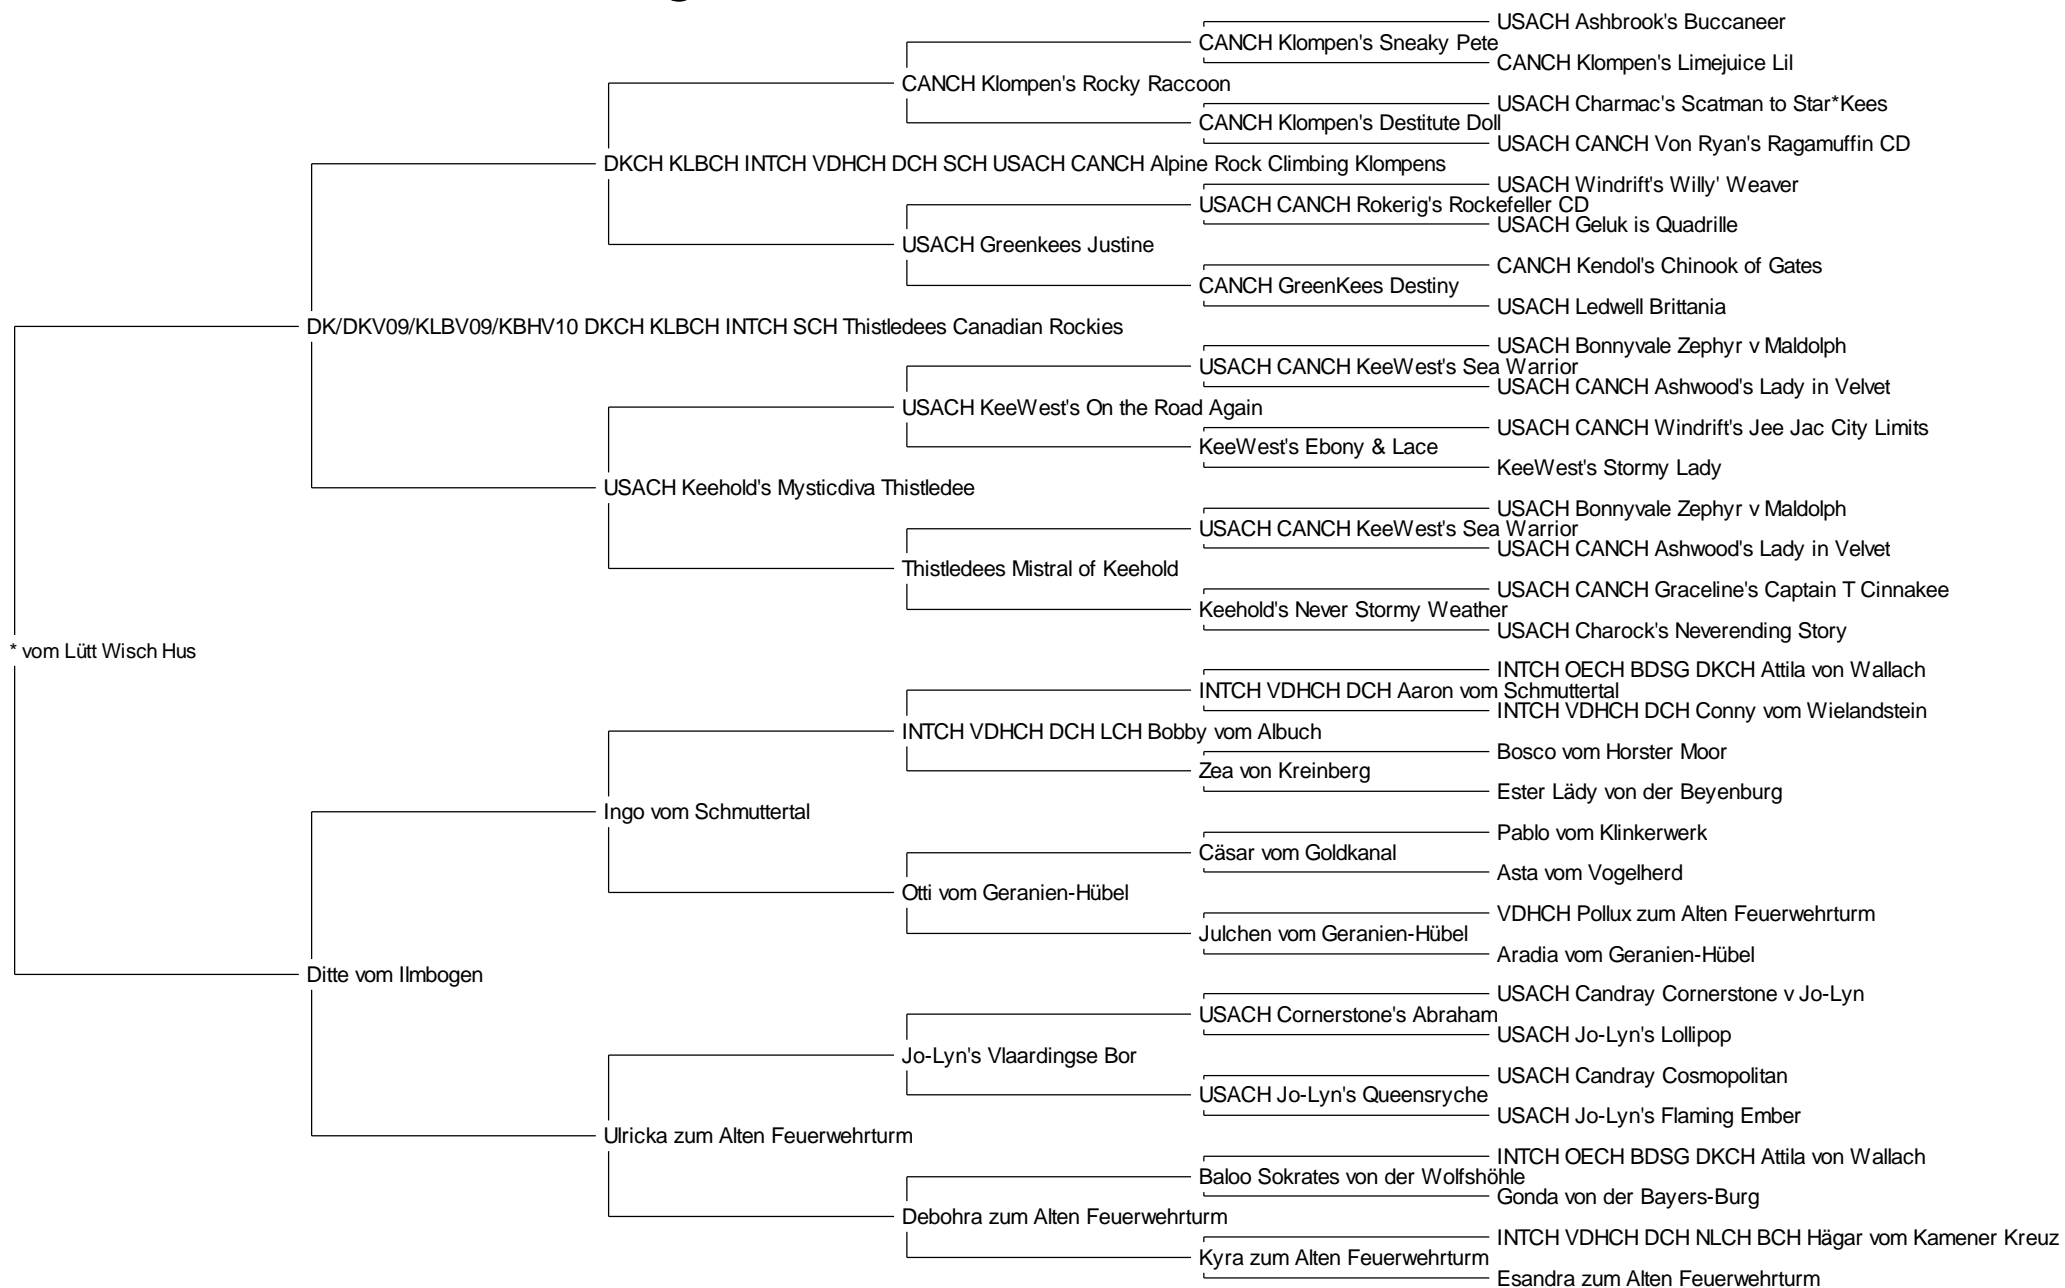 USACH Ashbrook's Buccaneer
CANCH Klompen's Sneaky Pete
CANCH Klompen's Limejuice Lil
CANCH Klompen's Rocky Raccoon
USACH Charmac's Scatman to Star*Kees
CANCH Klompen's Destitute Doll
USACH CANCH Von Ryan's Ragamuffin CD
DKCH KLBCH INTCH VDHCH DCH SCH USACH CANCH Alpine Rock Climbing Klompens
USACH Windrift's Willy' Weaver
USACH CANCH Rokerig's Rockefeller CD
USACH Geluk is Quadrille
USACH Greenkees Justine
CANCH Kendol's Chinook of Gates
CANCH GreenKees Destiny
USACH Ledwell Brittania
DK/DKV09/KLBV09/KBHV10 DKCH KLBCH INTCH SCH Thistledees Canadian Rockies
USACH Bonnyvale Zephyr v Maldolph
USACH CANCH KeeWest's Sea Warrior
USACH CANCH Ashwood's Lady in Velvet
USACH KeeWest's On the Road Again
USACH CANCH Windrift's Jee Jac City Limits
KeeWest's Ebony & Lace
KeeWest's Stormy Lady
USACH Keehold's Mysticdiva Thistledee
USACH Bonnyvale Zephyr v Maldolph
USACH CANCH KeeWest's Sea Warrior
USACH CANCH Ashwood's Lady in Velvet
Thistledees Mistral of Keehold
USACH CANCH Graceline's Captain T Cinnakee
Keehold's Never Stormy Weather
USACH Charock's Neverending Story
* vom Lütt Wisch Hus
INTCH OECH BDSG DKCH Attila von Wallach
INTCH VDHCH DCH Aaron vom Schmuttertal
INTCH VDHCH DCH Conny vom Wielandstein
INTCH VDHCH DCH LCH Bobby vom Albuch
Bosco vom Horster Moor
Zea von Kreinberg
Ester Lädy von der Beyenburg
Ingo vom Schmuttertal
Pablo vom Klinkerwerk
Cäsar vom Goldkanal
Asta vom Vogelherd
Otti vom Geranien-Hübel
VDHCH Pollux zum Alten Feuerwehrturm
Julchen vom Geranien-Hübel
Aradia vom Geranien-Hübel
Ditte vom Ilmbogen
USACH Candray Cornerstone v Jo-Lyn
USACH Cornerstone's Abraham
USACH Jo-Lyn's Lollipop
Jo-Lyn's Vlaardingse Bor
USACH Candray Cosmopolitan
USACH Jo-Lyn's Queensryche
USACH Jo-Lyn's Flaming Ember
Ulricka zum Alten Feuerwehrturm
INTCH OECH BDSG DKCH Attila von Wallach
Baloo Sokrates von der Wolfshöhle
Gonda von der Bayers-Burg
Debohra zum Alten Feuerwehrturm
INTCH VDHCH DCH NLCH BCH Hägar vom Kamener Kreuz
Kyra zum Alten Feuerwehrturm
Esandra zum Alten Feuerwehrturm